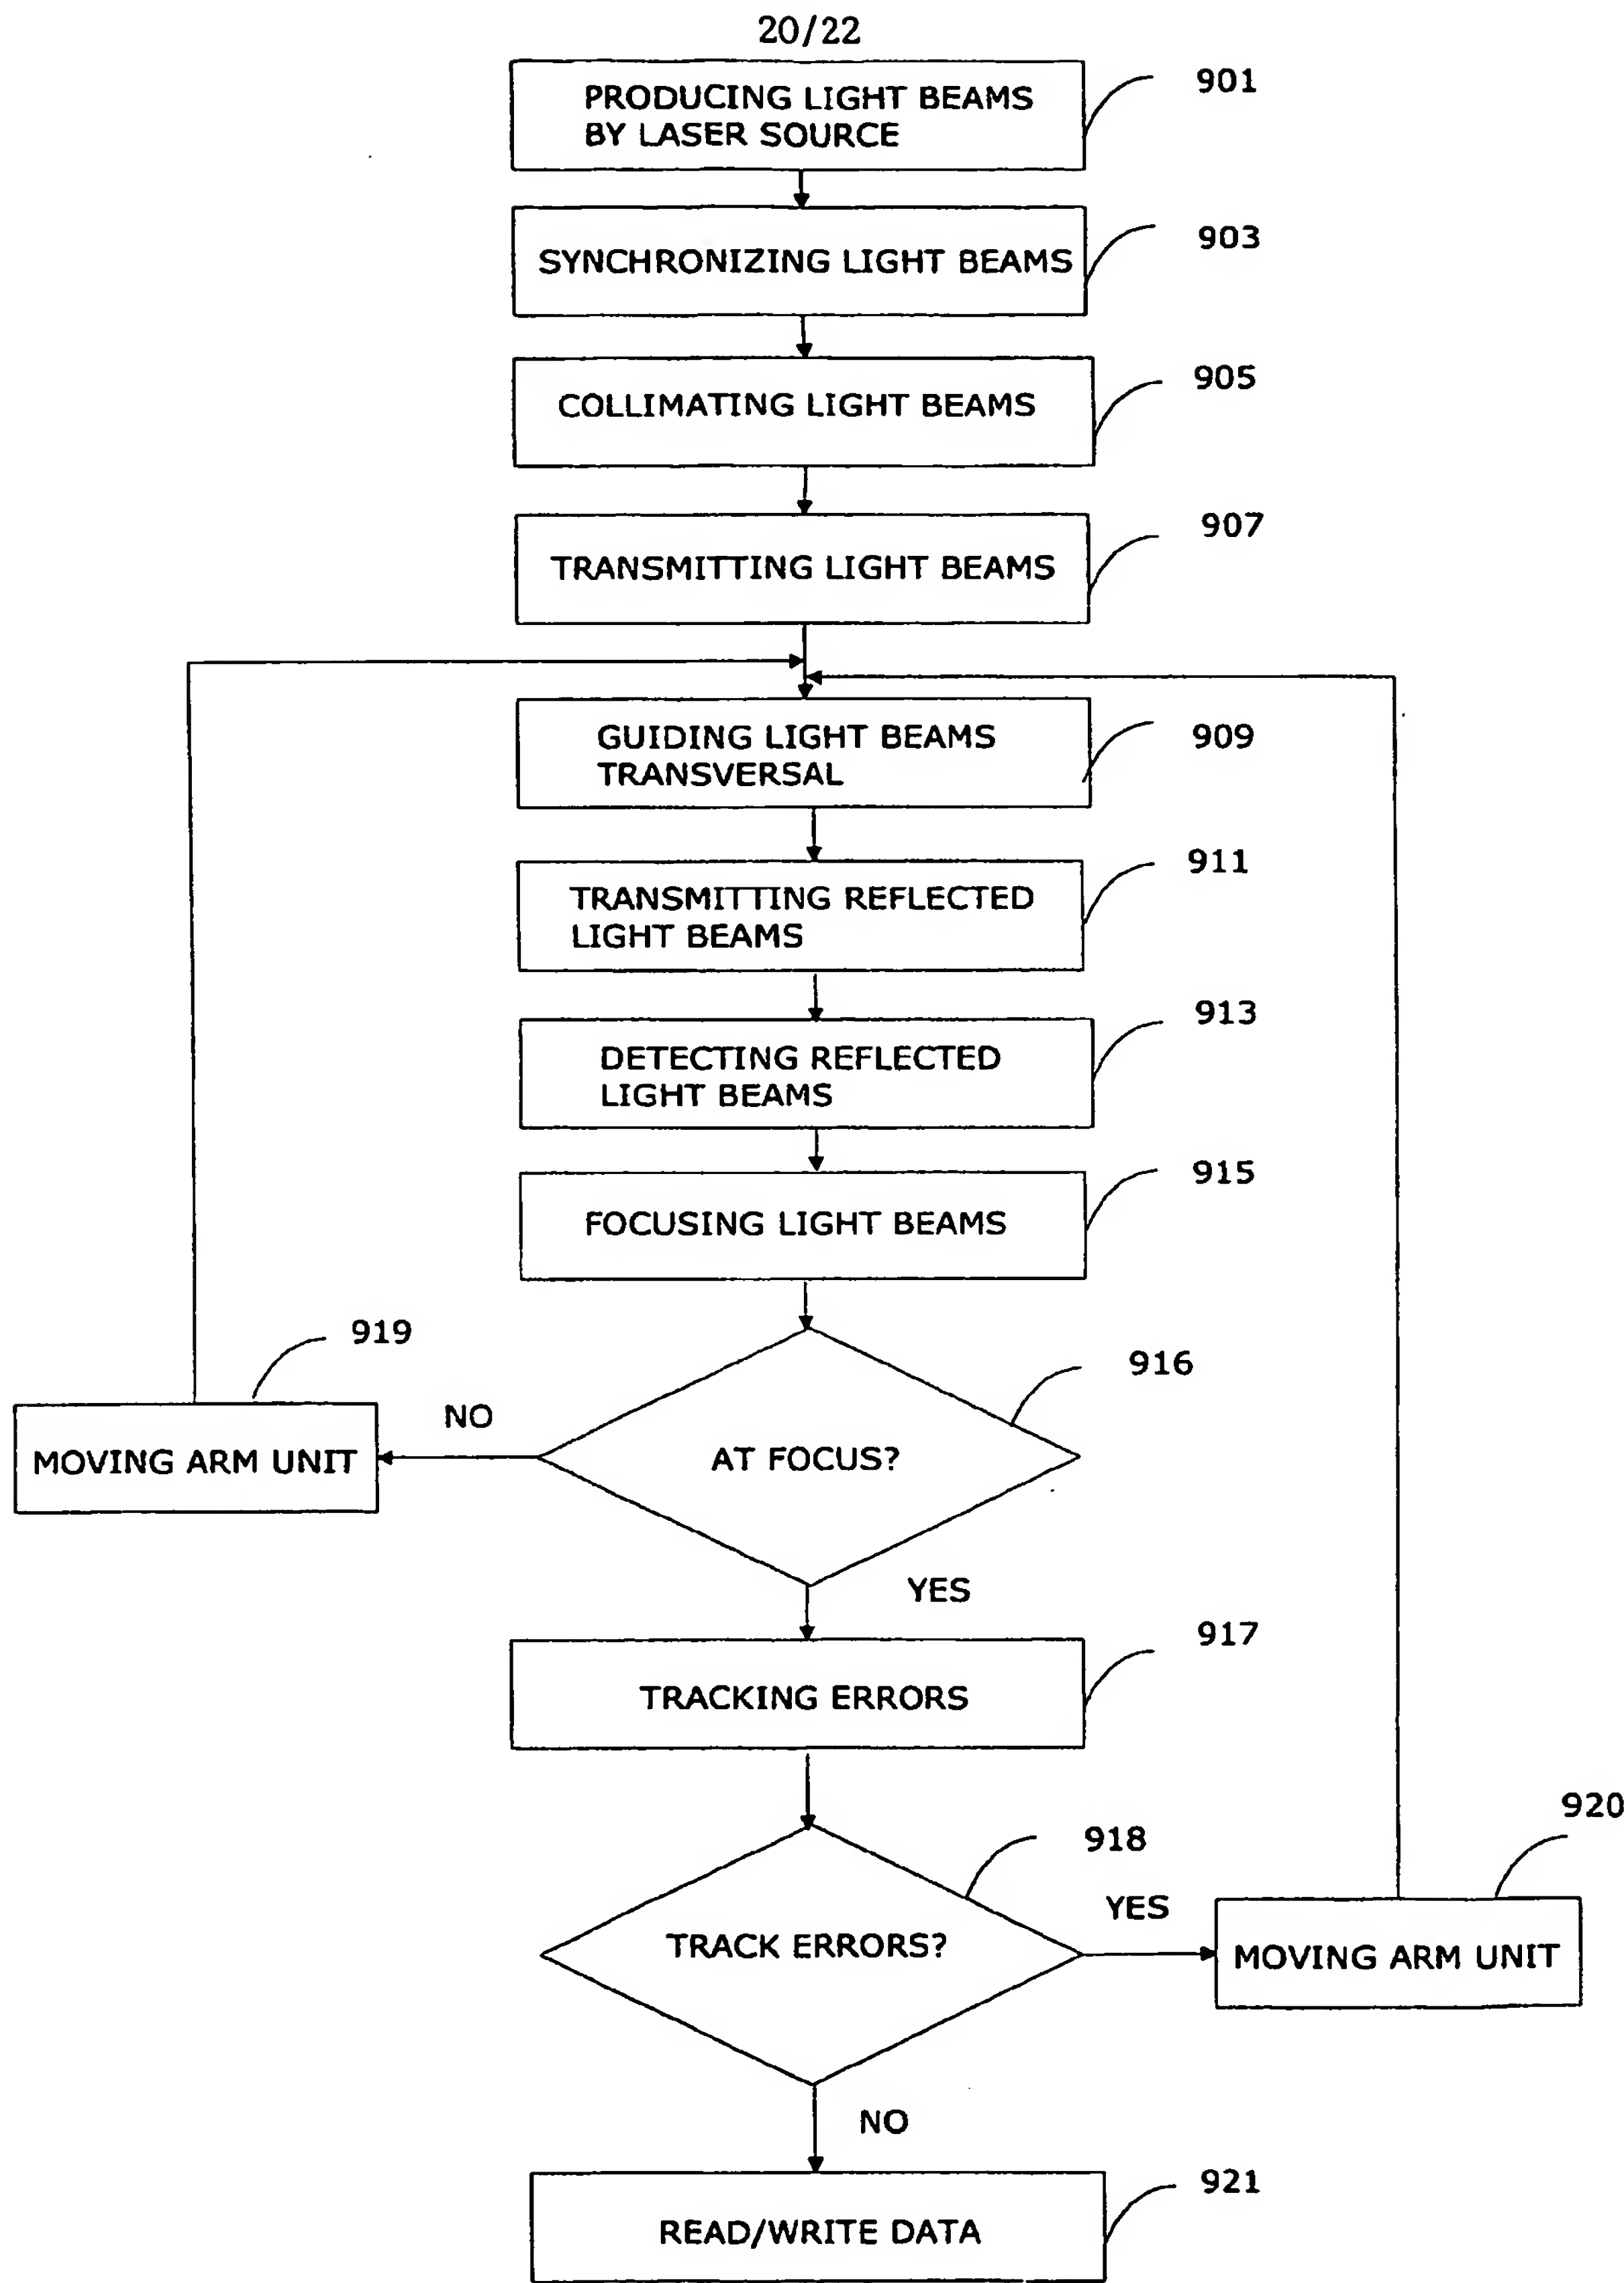 20/22
PRODUCING LIGHT BEAMS
BY LASER SOURCE
901
SYNCHRONIZING LIGHT BEAMS
903
COLLIMATING LIGHT BEAMS
905
TRANSMITTING LIGHT BEAMS
907
GUIDING LIGHT BEAMS
TRANSVERSAL
909
TRANSMITTING REFLECTED
LIGHT BEAMS
911
DETECTING REFLECTED
LIGHT BEAMS
913
FOCUSING LIGHT BEAMS
915
919
MOVING ARM UNIT
NO
AT FOCUS?
916
YES
TRACKING ERRORS
917
TRACK ERRORS?
918
YES
920
MOVING ARM UNIT
NO
READ/WRITE DATA
921